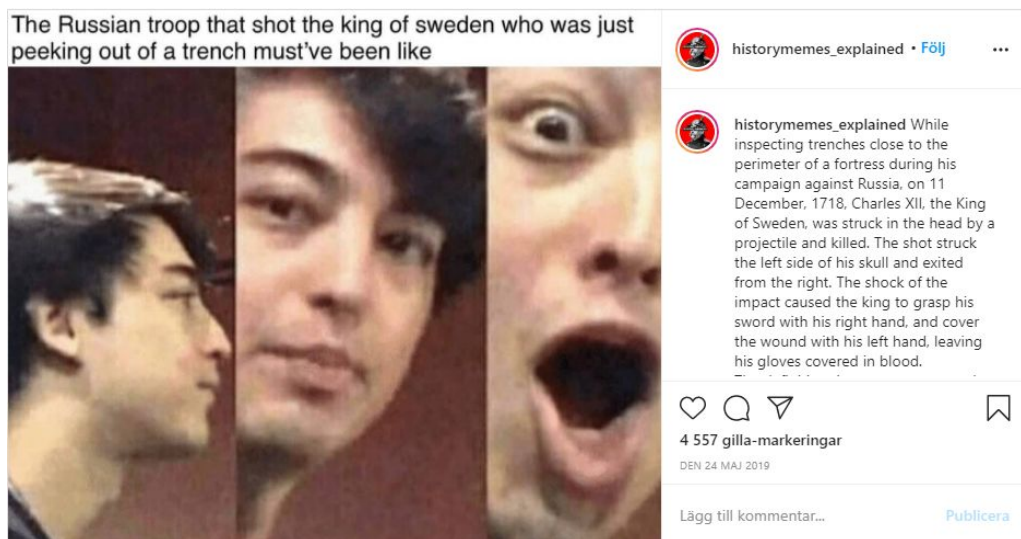 The Russian troop that shot the king of sweden who was just
peeking out of a trench must've been like
historymemes_explained • Följ
historymemes_explained While
inspecting trenches close to the
perimeter of a fortress during his
campaign against Russia, on 11
December, 1718, Charles XII, the King
of Sweden, was struck in the head by a
projectile and killed. The shot struck
the left side of his skull and exited
from the right. The shock of the
impact caused the king to grasp his
sword with his right hand, and cover
the wound with his left hand, leaving
his gloves covered in blood.
4 557 gilla-markeringar
DEN 24 MAJ 2019
Lägg till kommentar...
Publicera